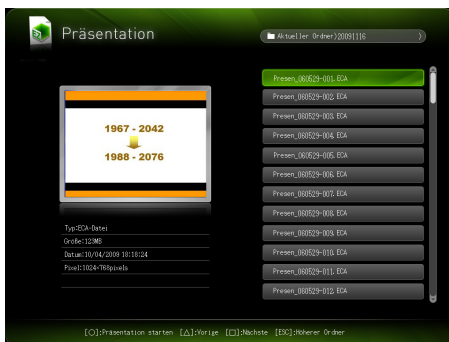 Präsentation
Aktueller Ordner)20091116 )
1967 - 2042
1988 - 2076
Typ:ECA-Datei
Größe:123MB
Datum:10/04/2009 18:18:24
Pixel:1024×768pixels
Presen_060529-001.ECA
Presen_060529-002.ECA
Presen_060529-003.ECA
Presen_060529-004.ECA
Presen_060529-005.ECA
Presen_060529-006.ECA
Presen_060529-007.ECA
Presen_060529-008.ECA
Presen_060529-009.ECA
Presen_060529-010.ECA
Presen_060529-011.ECA
Presen_060529-012.ECA
[○]:Präsentation starten [△]:Vorige [□]:Nächste [ESC]:Höherer Ordner